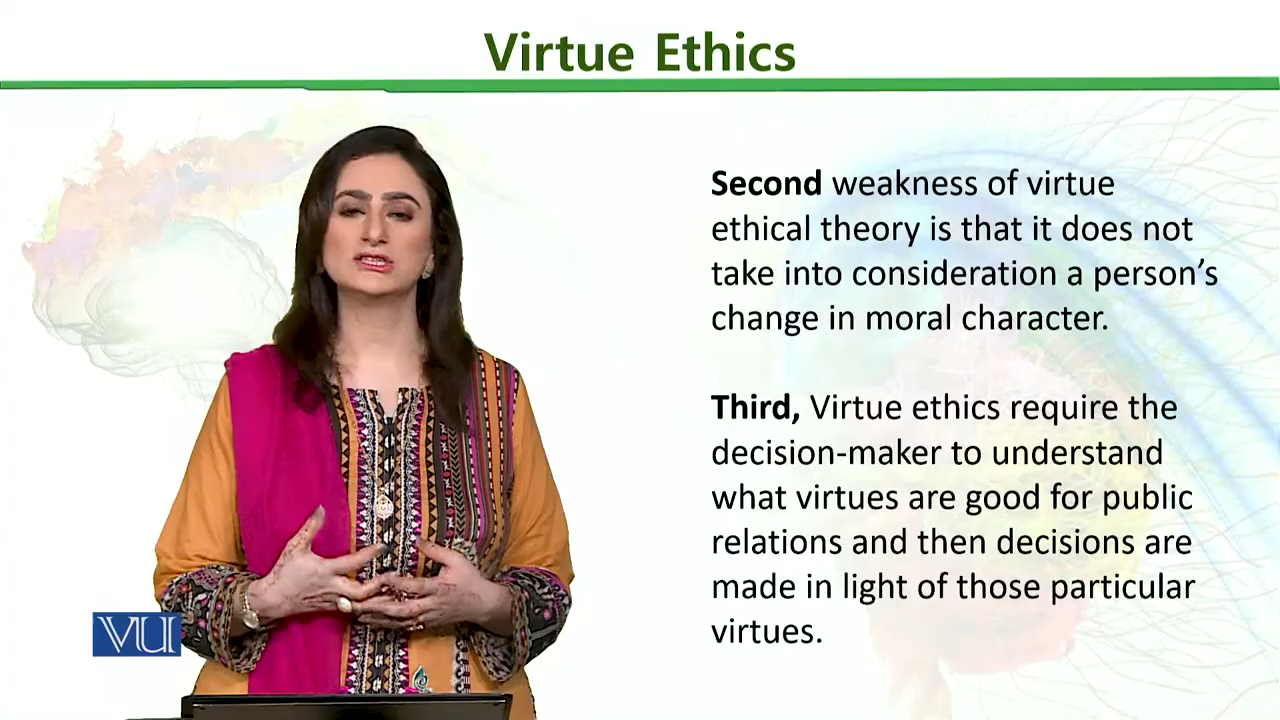 Virtue Ethics
Second weakness of virtue
ethical theory is that it does not
take into consideration a person’s
change in moral character.
Third, Virtue ethics require the
decision-maker to understand
what virtues are good for public
relations and then decisions are
made in light of those particular
virtues.
VU